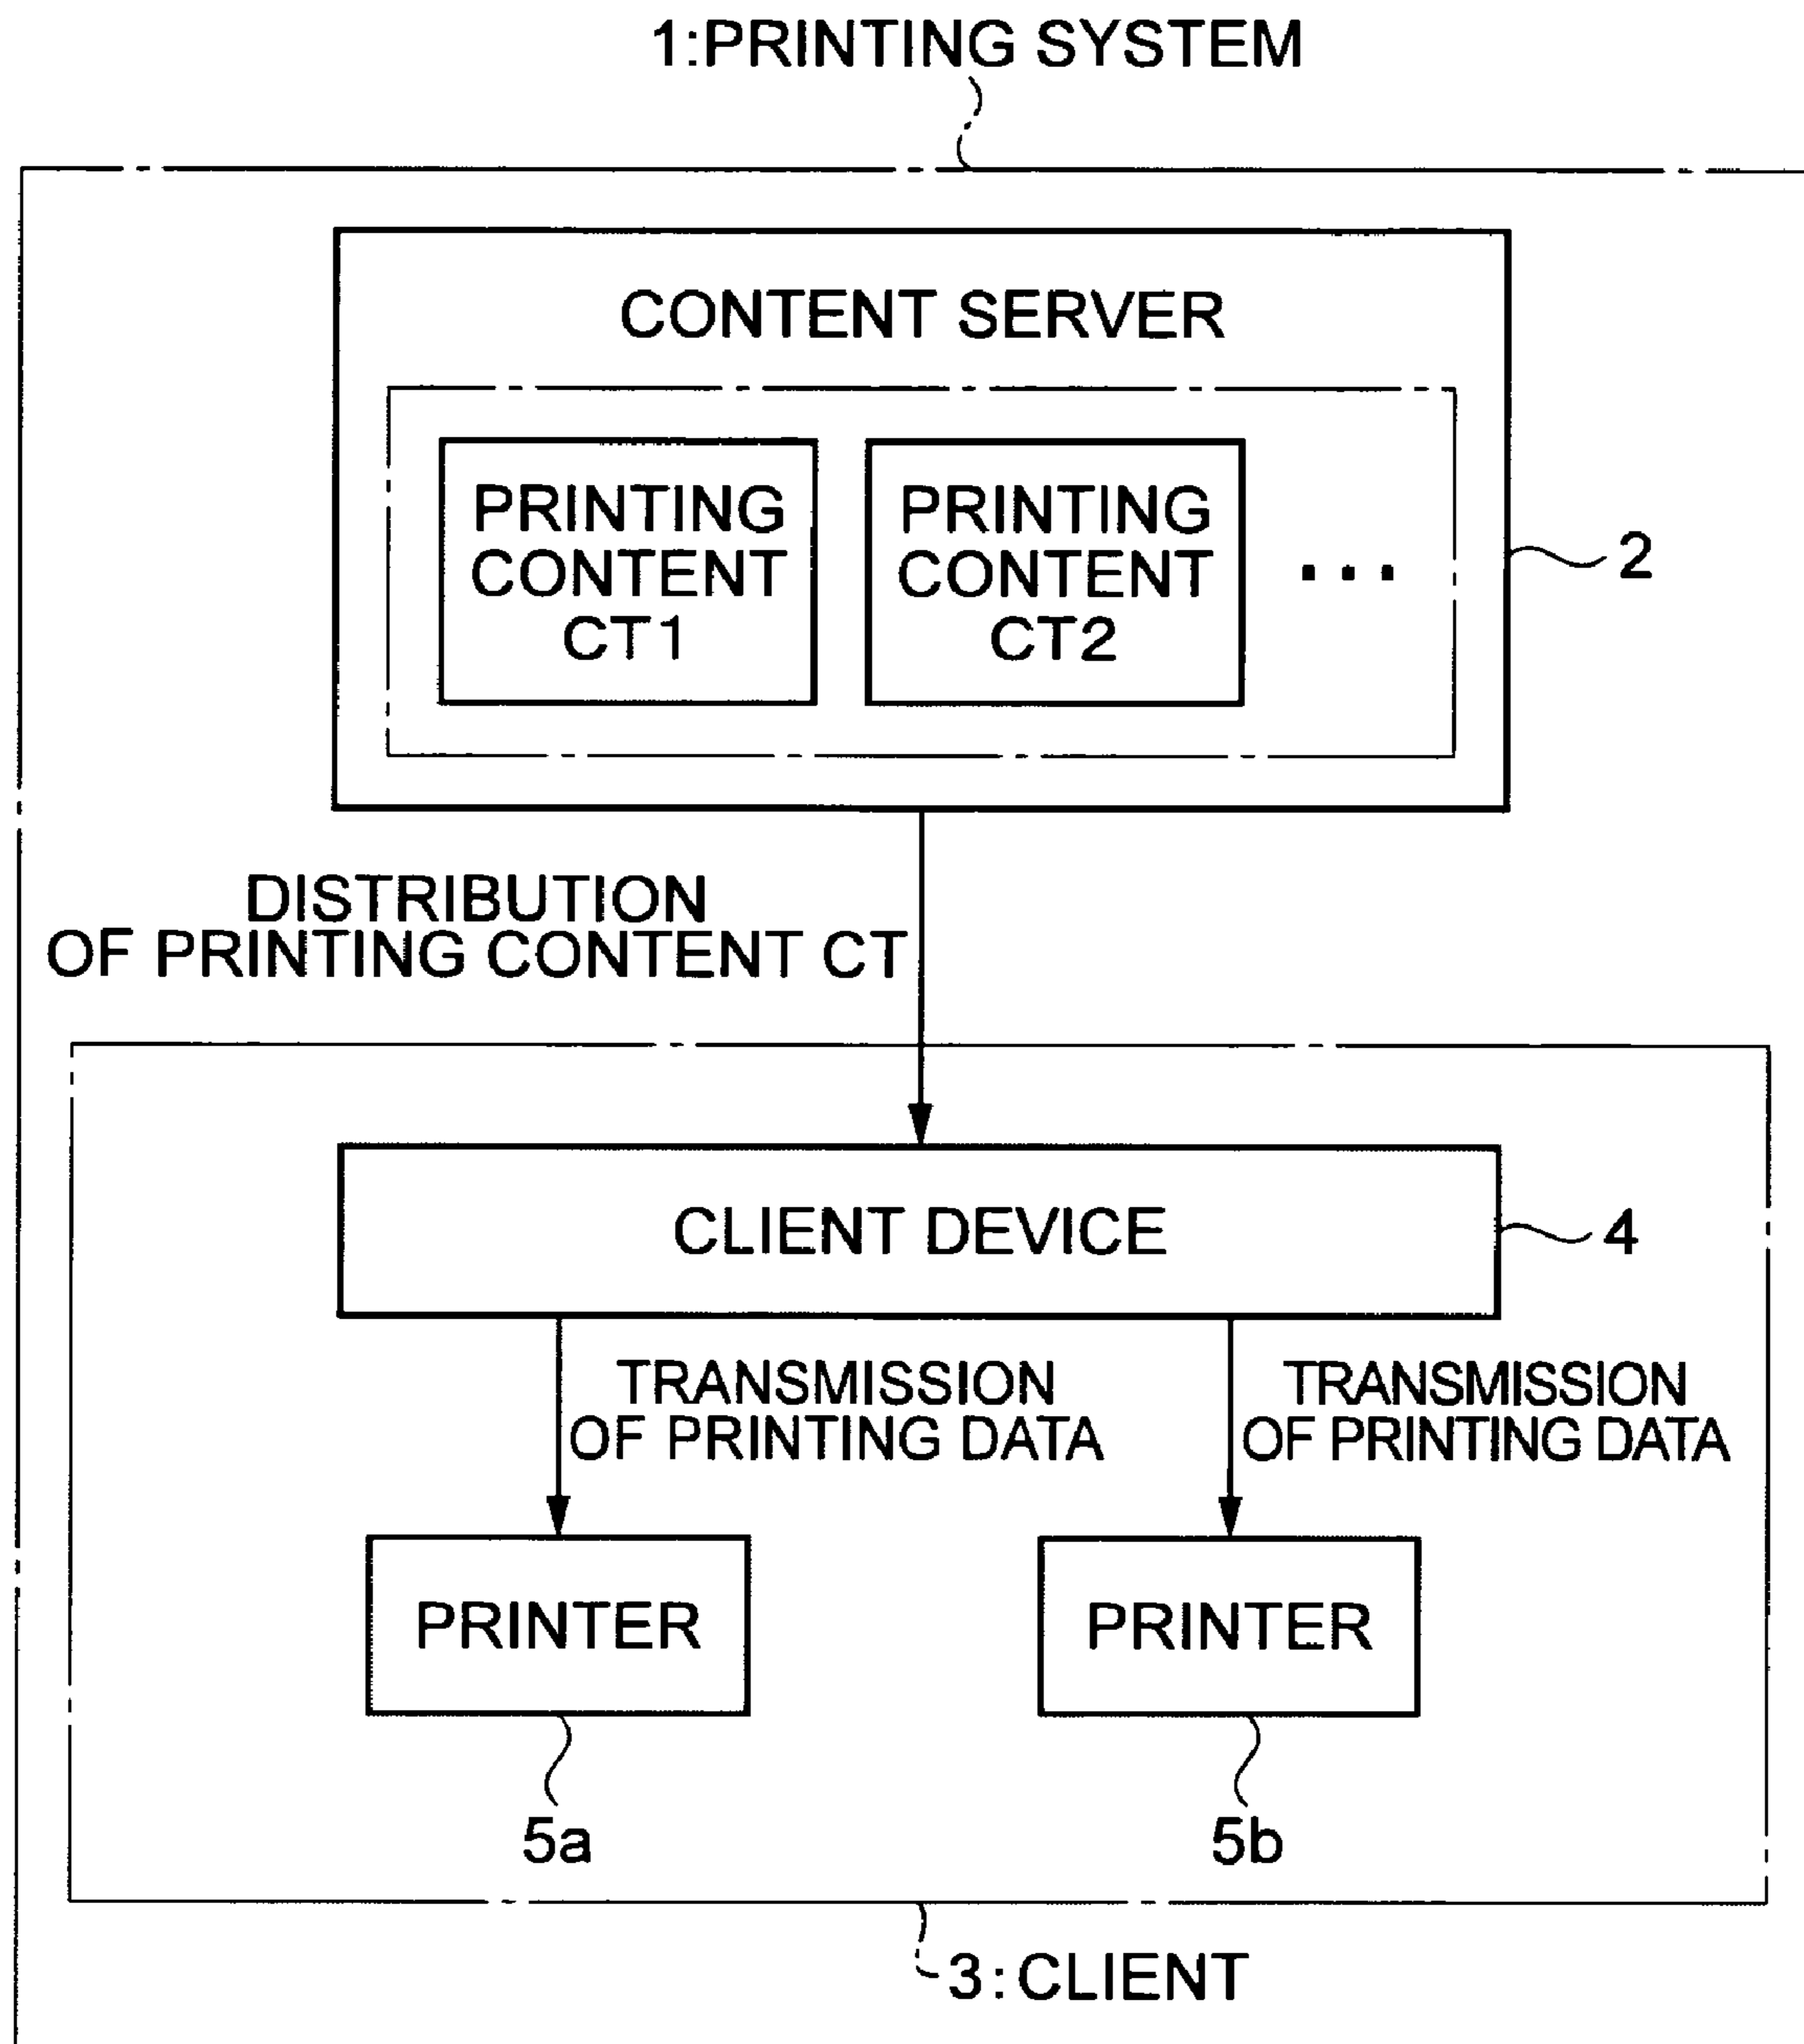 1:PRINTING SYSTEM
CONTENT SERVER
PRINTING
CONTENT
CT1
PRINTING
CONTENT
CT2
...
2
DISTRIBUTION
OF PRINTING CONTENT CT
CLIENT DEVICE
4
TRANSMISSION
OF PRINTING DATA
TRANSMISSION
OF PRINTING DATA
PRINTER
PRINTER
5a
5b
3:CLIENT